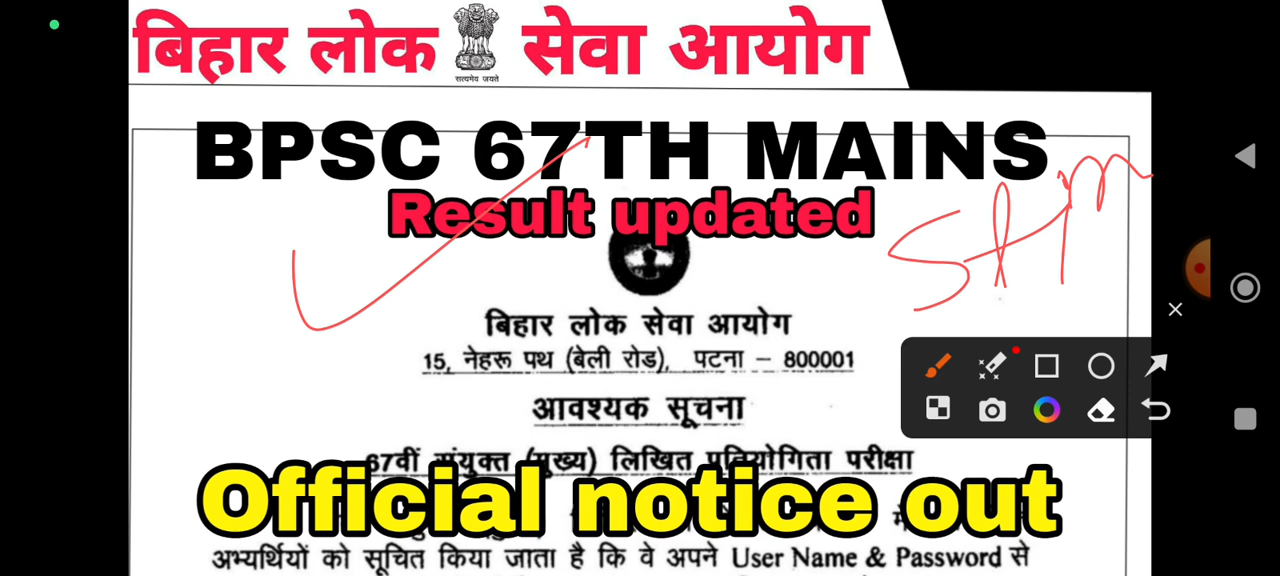 बिहार लोक सेवा आयोग
सत्यमेव जयते
BPSC 67TH MAINS
Result updated
बिहार लोक सेवा आयोग
15, नेहरू पथ (बेली रोड), पटना – 800001
आवश्यक सूचना
67वीं संयुक्त (मुख्य) लिखित प्रतियोगिता परीक्षा
Official notice out
अभ्यर्थियों को सूचित किया जाता है कि वे अपने User Name & Password से